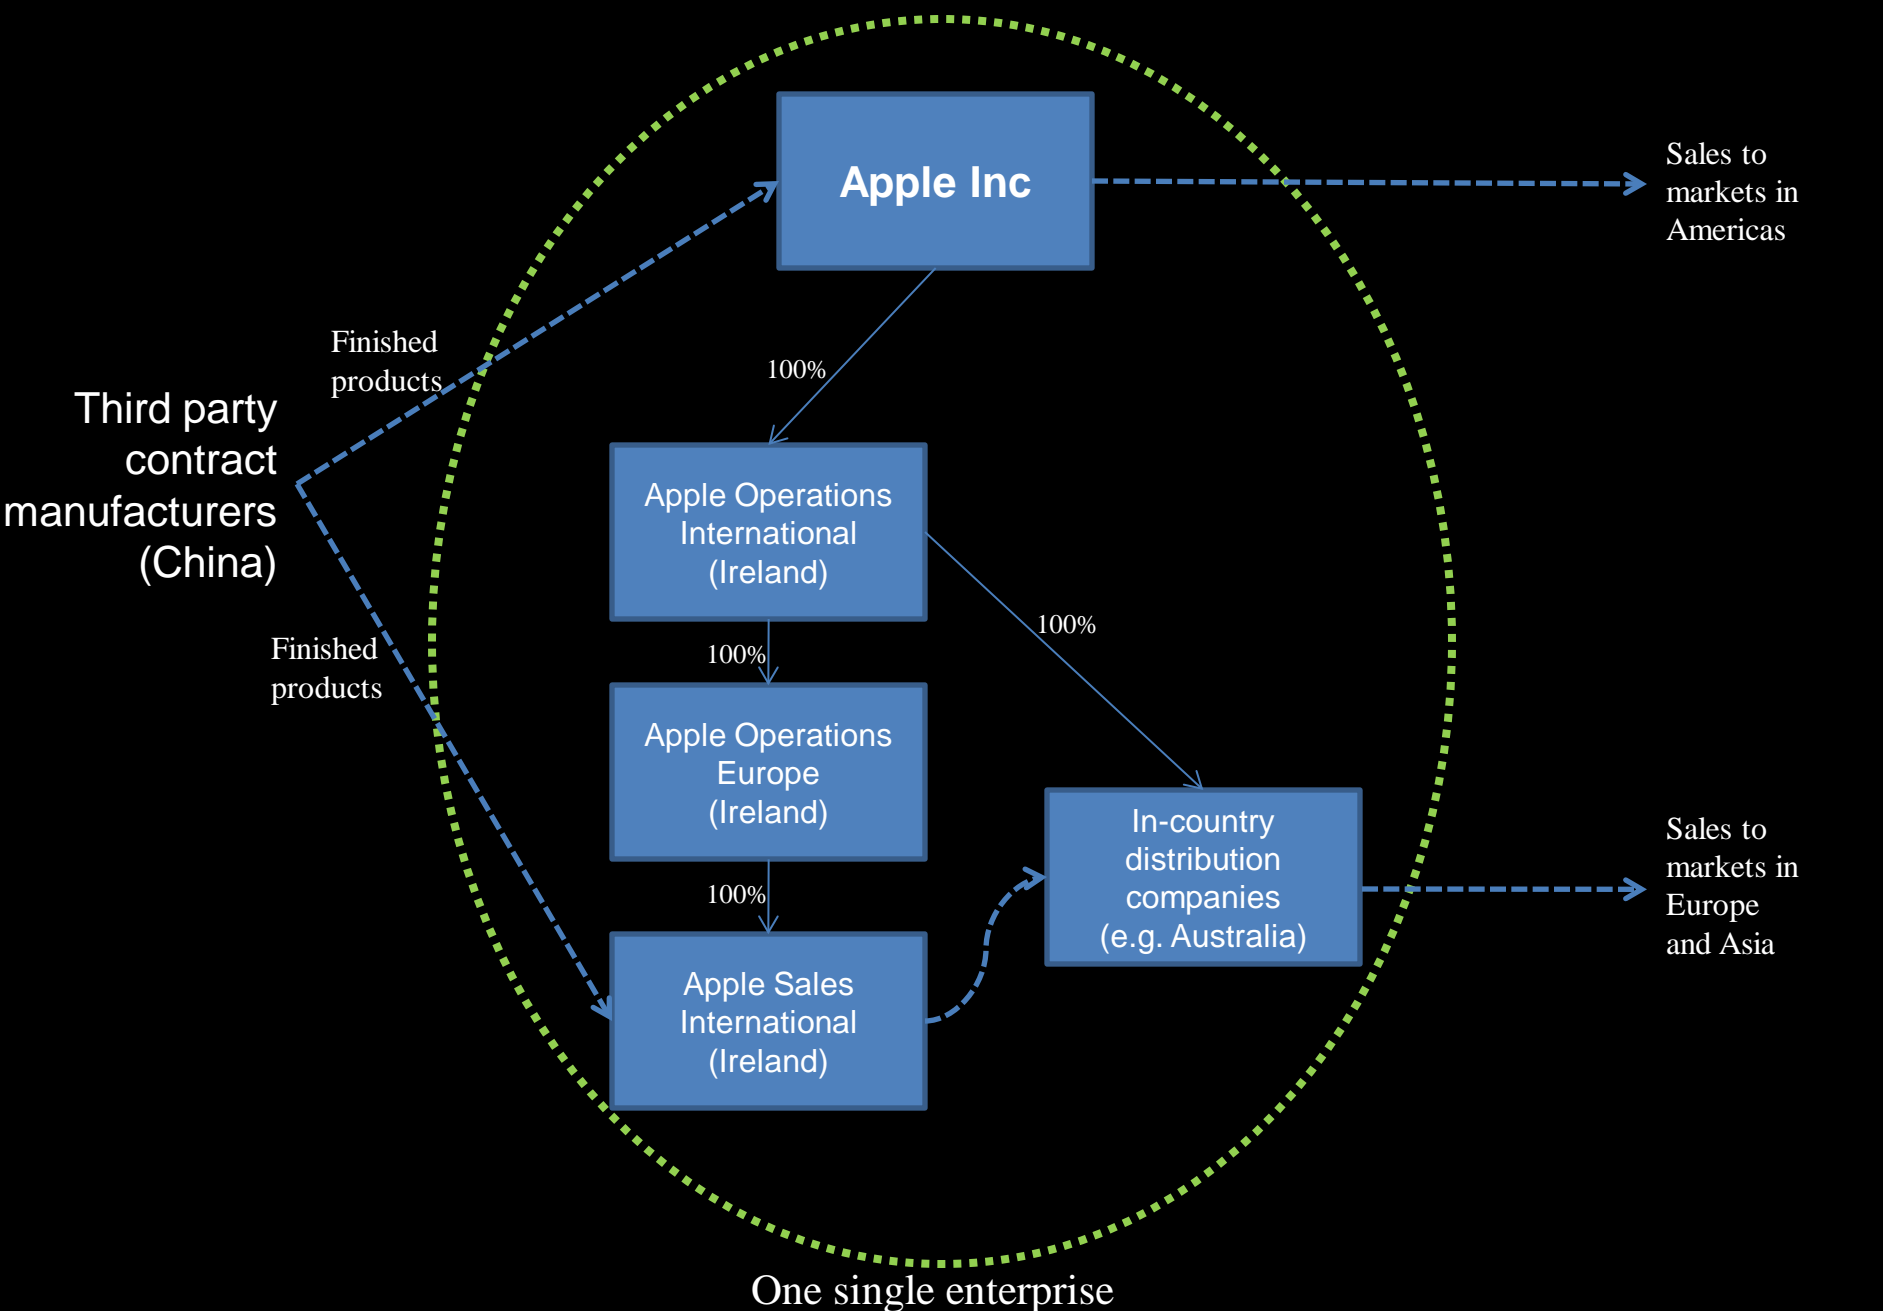 Apple Inc
Sales to
markets in
Americas
Finished
products
100%
Third party
contract
manufacturers
(China)
Apple Operations
International
(Ireland)
100%
Finished
products
100%
Apple Operations
Europe
(Ireland)
In-country
distribution
companies
(e.g. Australia)
Sales to
markets in
Europe
and Asia
100%
Apple Sales
International
(Ireland)
One single enterprise